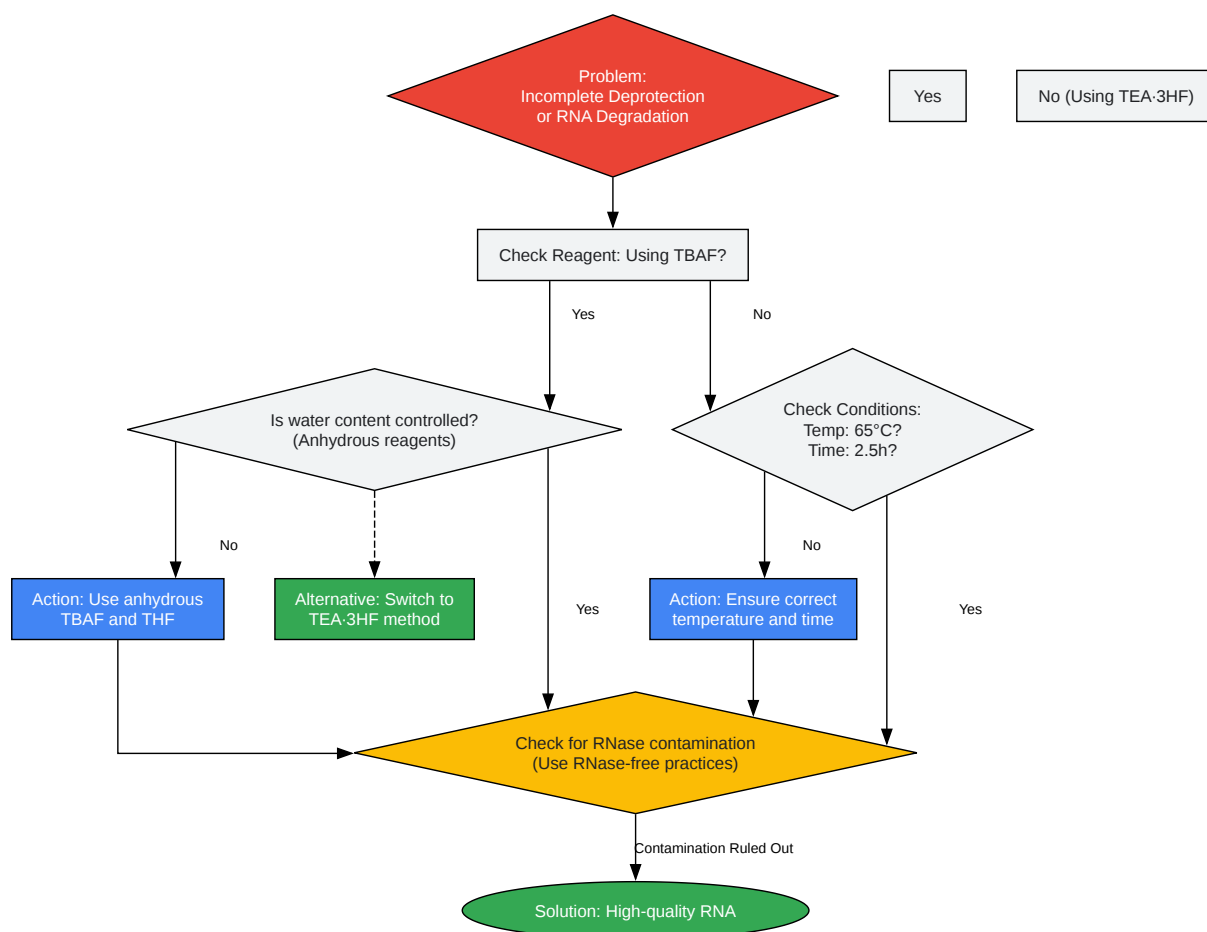 Problem:
Incomplete Deprotection
or RNA Degradation
Yes
No (Using TEA·3HF)
Check Reagent: Using TBAF?
Yes
No
Is water content controlled?
(Anhydrous reagents)
Check Conditions:
Temp: 65°C?
Time: 2.5h?
No
No
Action: Use anhydrous
TBAF and THF
Alternative: Switch to
TEA·3HF method
Yes
Action: Ensure correct
temperature and time
Yes
Check for RNase contamination
(Use RNase-free practices)
Contamination Ruled Out
Solution: High-quality RNA